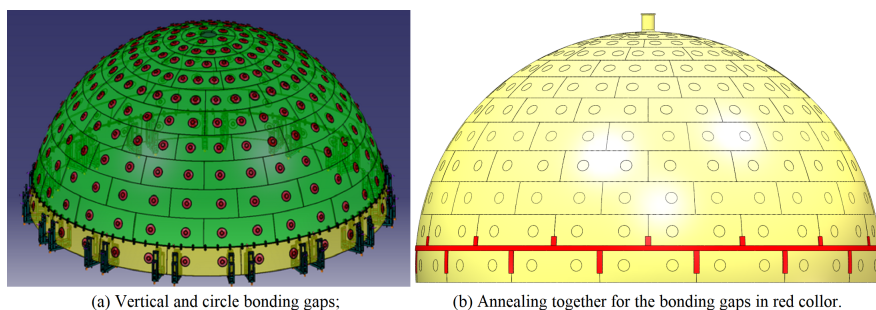 (a) Vertical and circle bonding gaps;
(b) Annealing together for the bonding gaps in red collor.